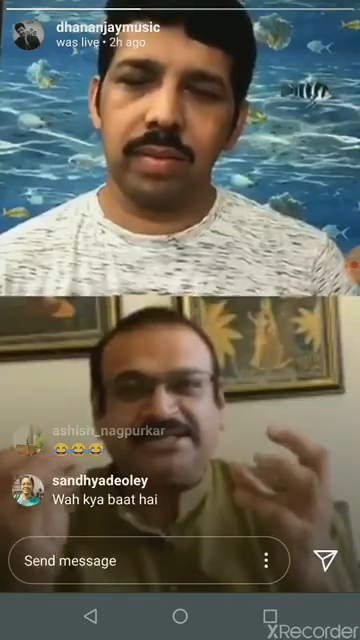 dhananjaymusic
was live • 2h ago
ashish_nagpurkar
😂😂😂
sandhyadeoley
Wah kya baat hai
Send message
XRecorder